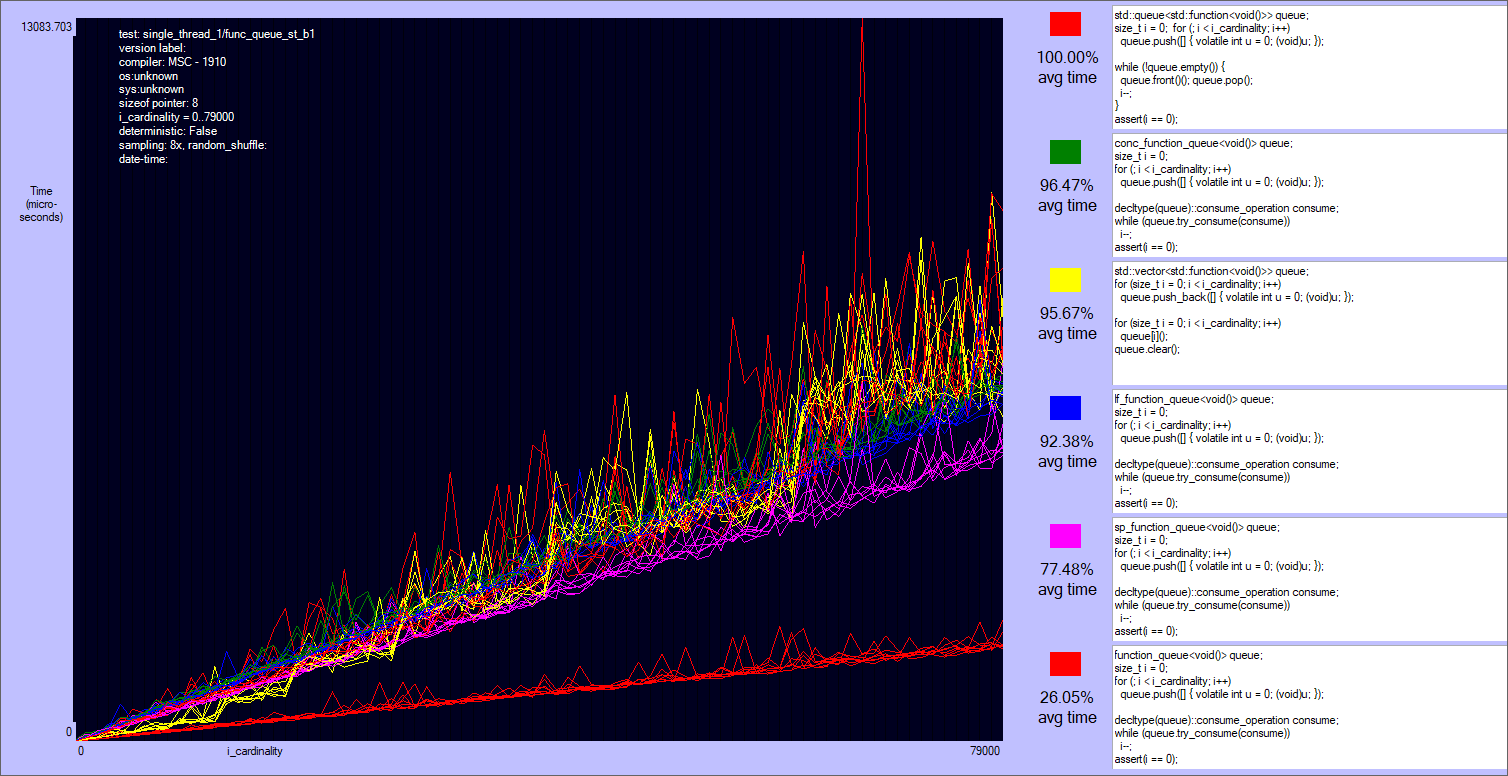 13083.703
Time
(micro-
seconds)
0
test: single_thread_1/func_queue_st_b1
version label:
compiler: MSC - 1910
os:unknown
sys:unknown
sizeof pointer: 8
i_cardinality = 0..79000
deterministic: False
sampling: 8x, random_shuffle:
date-time:
0
i_cardinality
79000
100.00%
avg time
std::queue<std::function<void()>> queue;
size_t i = 0;  for (; i < i_cardinality; i++)
  queue.push([] { volatile int u = 0; (void)u; });

while (!queue.empty()) {
  queue.front()(); queue.pop();
  i--;
}
assert(i == 0);
96.47%
avg time
conc_function_queue<void()> queue;
size_t i = 0;
for (; i < i_cardinality; i++)
  queue.push([] { volatile int u = 0; (void)u; });

decltype(queue)::consume_operation consume;
while (queue.try_consume(consume))
  i--;
assert(i == 0);
95.67%
avg time
std::vector<std::function<void()>> queue;
for (size_t i = 0; i < i_cardinality; i++)
  queue.push_back([] { volatile int u = 0; (void)u; });

for (size_t i = 0; i < i_cardinality; i++)
  queue[i]();
queue.clear();
92.38%
avg time
lf_function_queue<void()> queue;
size_t i = 0;
for (; i < i_cardinality; i++)
  queue.push([] { volatile int u = 0; (void)u; });

decltype(queue)::consume_operation consume;
while (queue.try_consume(consume))
  i--;
assert(i == 0);
77.48%
avg time
sp_function_queue<void()> queue;
size_t i = 0;
for (; i < i_cardinality; i++)
  queue.push([] { volatile int u = 0; (void)u; });

decltype(queue)::consume_operation consume;
while (queue.try_consume(consume))
  i--;
assert(i == 0);
26.05%
avg time
function_queue<void()> queue;
size_t i = 0;
for (; i < i_cardinality; i++)
  queue.push([] { volatile int u = 0; (void)u; });

decltype(queue)::consume_operation consume;
while (queue.try_consume(consume))
  i--;
assert(i == 0);